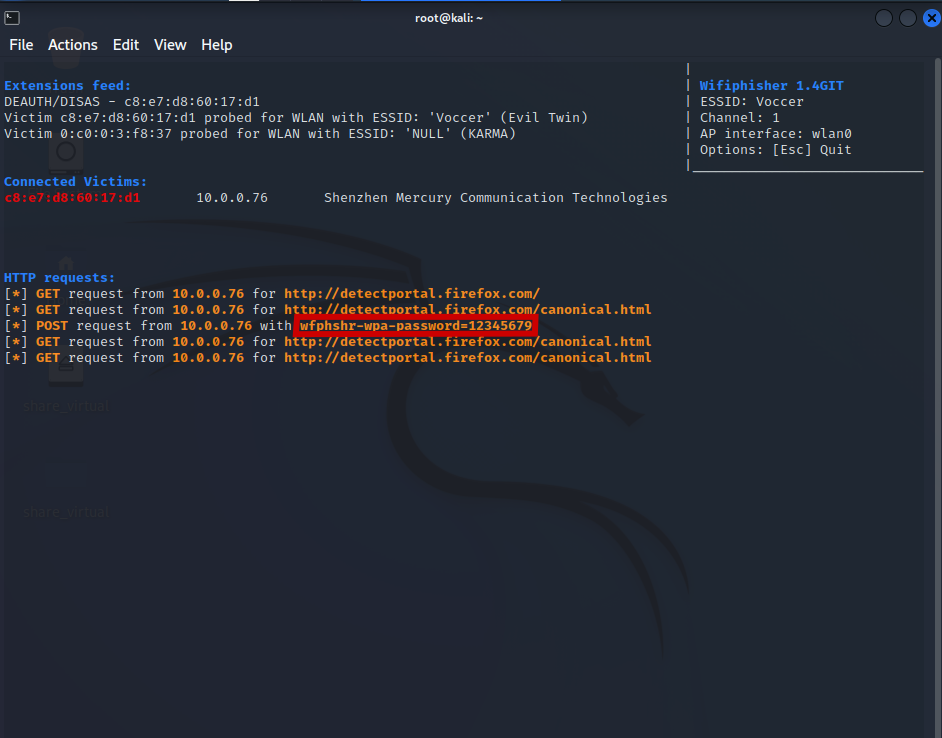 root@kali: ~
File Actions Edit View Help
Extensions feed:
DEAUTH/DISAS - c8:e7:d8:60:17:d1
Victim c8:e7:d8:60:17:d1 probed for WLAN with ESSID: 'Voccer' (Evil Twin)
Victim 0:c0:0:3:f8:37 probed for WLAN with ESSID: 'NULL' (KARMA)
| Wifiphisher 1.4GIT
| ESSID: Voccer
| Channel: 1
| AP interface: wlan0
| Options: [Esc] Quit
Connected Victims:
c8:e7:d8:60:17:d1 10.0.0.76 Shenzhen Mercury Communication Technologies
HTTP requests:
[*] GET request from 10.0.0.76 for http://detectportal.firefox.com/
[*] GET request from 10.0.0.76 for http://detectportal.firefox.com/canonical.html
[*] POST request from 10.0.0.76 with wfphshr-wpa-password=12345679
[*] GET request from 10.0.0.76 for http://detectportal.firefox.com/canonical.html
[*] GET request from 10.0.0.76 for http://detectportal.firefox.com/canonical.html
share_virtual
share_virtual